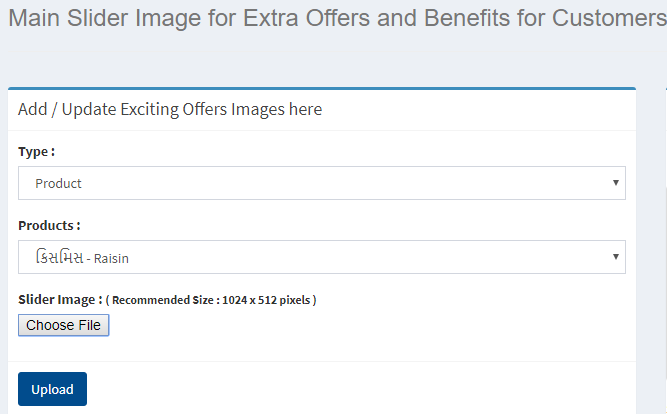 Main Slider Image for Extra Offers and Benefits for Customers
Add / Update Exciting Offers Images here
Type :
Product
Products :
કિસમિસ - Raisin
Slider Image : ( Recommended Size : 1024 x 512 pixels )
Choose File
Upload